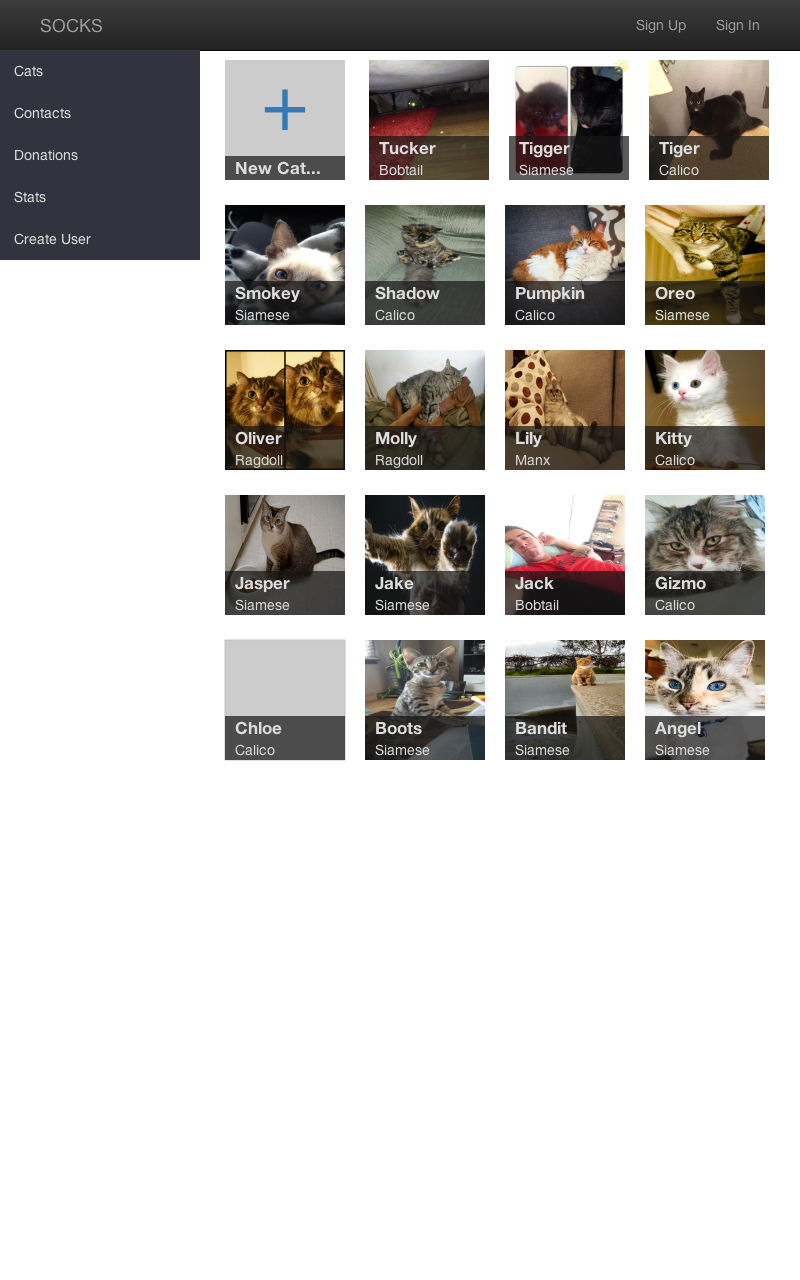 SOCKS
Sign Up
Sign In
Cats
Contacts
Donations
Stats
Create User
New Cat...
Tucker
Bobtail
Tigger
Siamese
Tiger
Calico
Smokey
Siamese
Shadow
Calico
Pumpkin
Calico
Oreo
Siamese
Oliver
Ragdoll
Molly
Ragdoll
Lily
Manx
Kitty
Calico
Jasper
Siamese
Jake
Siamese
Jack
Bobtail
Gizmo
Calico
Chloe
Calico
Boots
Siamese
Bandit
Siamese
Angel
Siamese